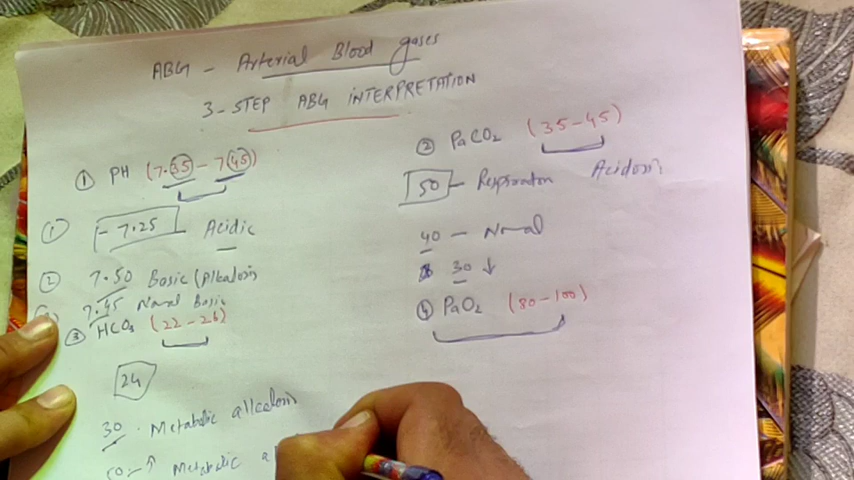 ABG - Arterial Blood gases
3-STEP ABG INTERPRETATION
① PH (7.35 - 7.45)
① - 7.25 Acidic
② 7.50 Basic (Alkalosis
7.45 Normal Basic
③ HCO3 (22 - 26)
24
30 - Metabolic alkalosis
Metabolic
② PaCO2 (35-45)
50 - Respiration Acidosis
40 - Normal
30 ↓
④ PaO2 (80-100)